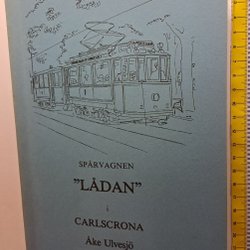 SPÅRVAGNEN
"LÅDAN"
i
CARLSCRONA
Åke Ulvesjö